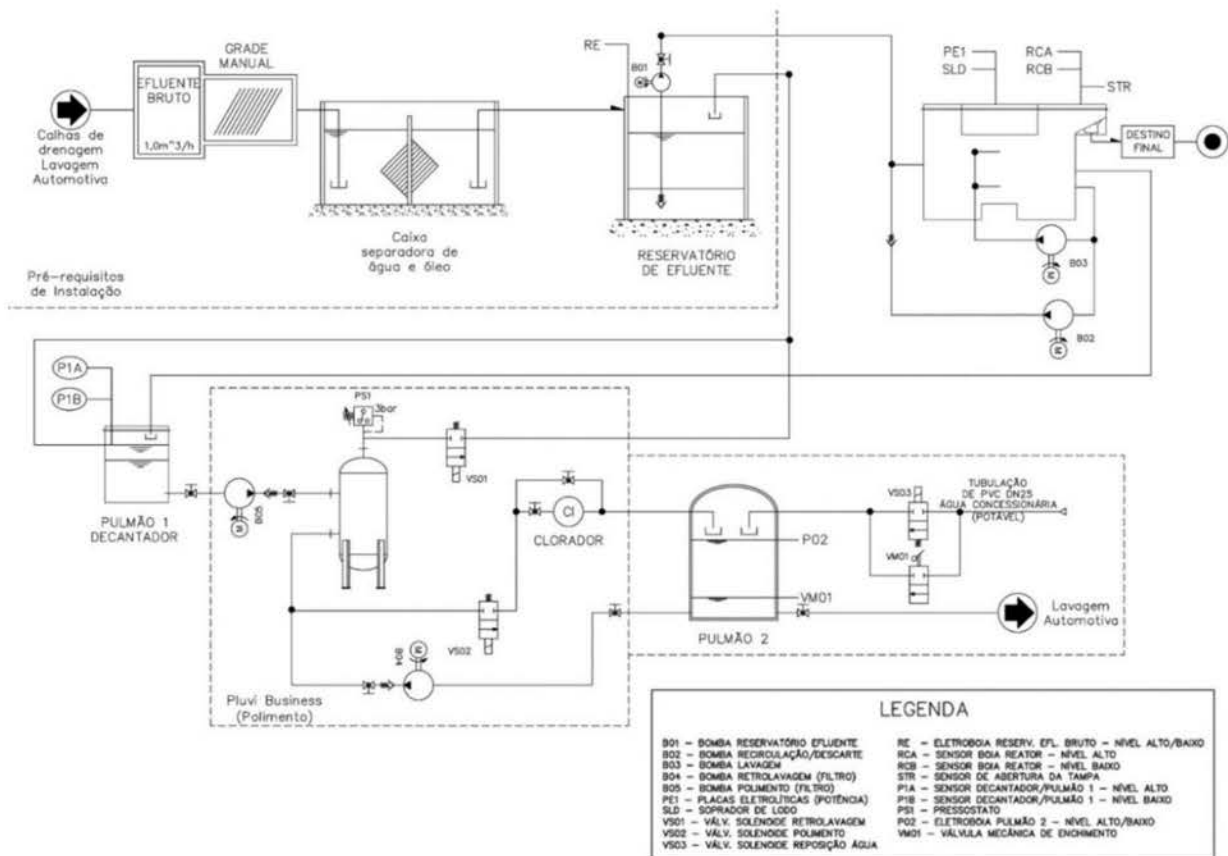 GRADE
MANUAL
EFLUENTE
BRUTO
1,0m^3/h
Calhas de
drenagem
Lavagem
Automotiva
Caixa
separadora de
água e óleo
RE
B01
RESERVATÓRIO
DE EFLUENTE
Pré-requisitos
de Instalação
PE1
SLD
RCA
RCB
STR
DESTINO
FINAL
B03
M
B02
M
P1A
P1B
PULMÃO 1
DECANTADOR
B05
M
PS1
3bar
VS01
Cl
CLORADOR
VS02
B04
M
Pluvi Business
(Polimento)
P02
VM01
PULMÃO 2
VS03
VM01
TUBULAÇÃO
DE PVC DN25
ÁGUA CONCESSIONÁRIA
(POTÁVEL)
Lavagem
Automotiva
LEGENDA
B01 - BOMBA RESERVATÓRIO EFLUENTE
B02 - BOMBA RECIRCULAÇÃO/DESCARTE
B03 - BOMBA LAVAGEM
B04 - BOMBA RETROLAVAGEM (FILTRO)
B05 - BOMBA POLIMENTO (FILTRO)
PE1 - PLACAS ELETROLÍTICAS (POTÊNCIA)
SLD - SOPRADOR DE LODO
VS01 - VÁLV. SOLENOIDE RETROLAVAGEM
VS02 - VÁLV. SOLENOIDE POLIMENTO
VS03 - VÁLV. SOLENOIDE REPOSIÇÃO ÁGUA
RE - ELETROBOIA RESERV. EFL. BRUTO - NÍVEL ALTO/BAIXO
RCA - SENSOR BOIA REATOR - NÍVEL ALTO
RCB - SENSOR BOIA REATOR - NÍVEL BAIXO
STR - SENSOR DE ABERTURA DA TAMPA
P1A - SENSOR DECANTADOR/PULMÃO 1 - NÍVEL ALTO
P1B - SENSOR DECANTADOR/PULMÃO 1 - NÍVEL BAIXO
PS1 - PRESSOSTATO
P02 - ELETROBOIA PULMÃO 2 - NÍVEL ALTO/BAIXO
VM01 - VÁLVULA MECÂNICA DE ENCHIMENTO